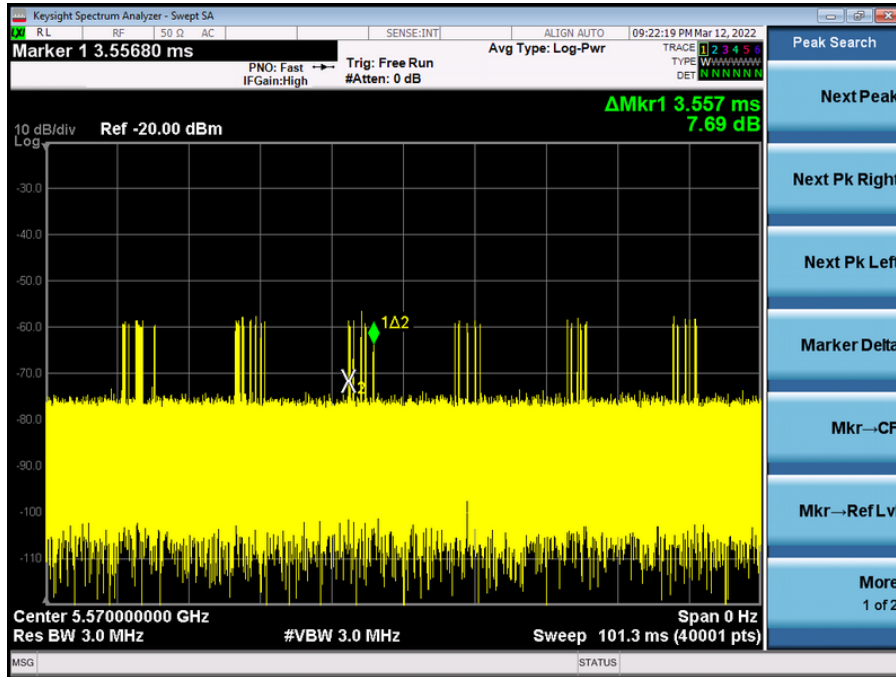 Keysight Spectrum Analyzer - Swept SA
LXI RL RF 50 Ω AC SENSE:INT ALIGN AUTO 09:22:19 PM Mar 12, 2022
Marker 1 3.55680 ms
PNO: Fast
IFGain:High
Trig: Free Run
#Atten: 0 dB
Avg Type: Log-Pwr
TRACE 1 2 3 4 5 6
TYPE W
DET N N N N N N
Peak Search
ΔMkr1 3.557 ms
7.69 dB
10 dB/div Ref -20.00 dBm
Log
-30.0
-40.0
-50.0
-60.0
-70.0
-80.0
-90.0
-100
-110
1Δ2
X2
Center 5.570000000 GHz Span 0 Hz
Res BW 3.0 MHz #VBW 3.0 MHz Sweep 101.3 ms (40001 pts)
MSG STATUS
Next Peak
Next Pk Right
Next Pk Left
Marker Delta
Mkr→CF
Mkr→Ref Lvl
More
1 of 2